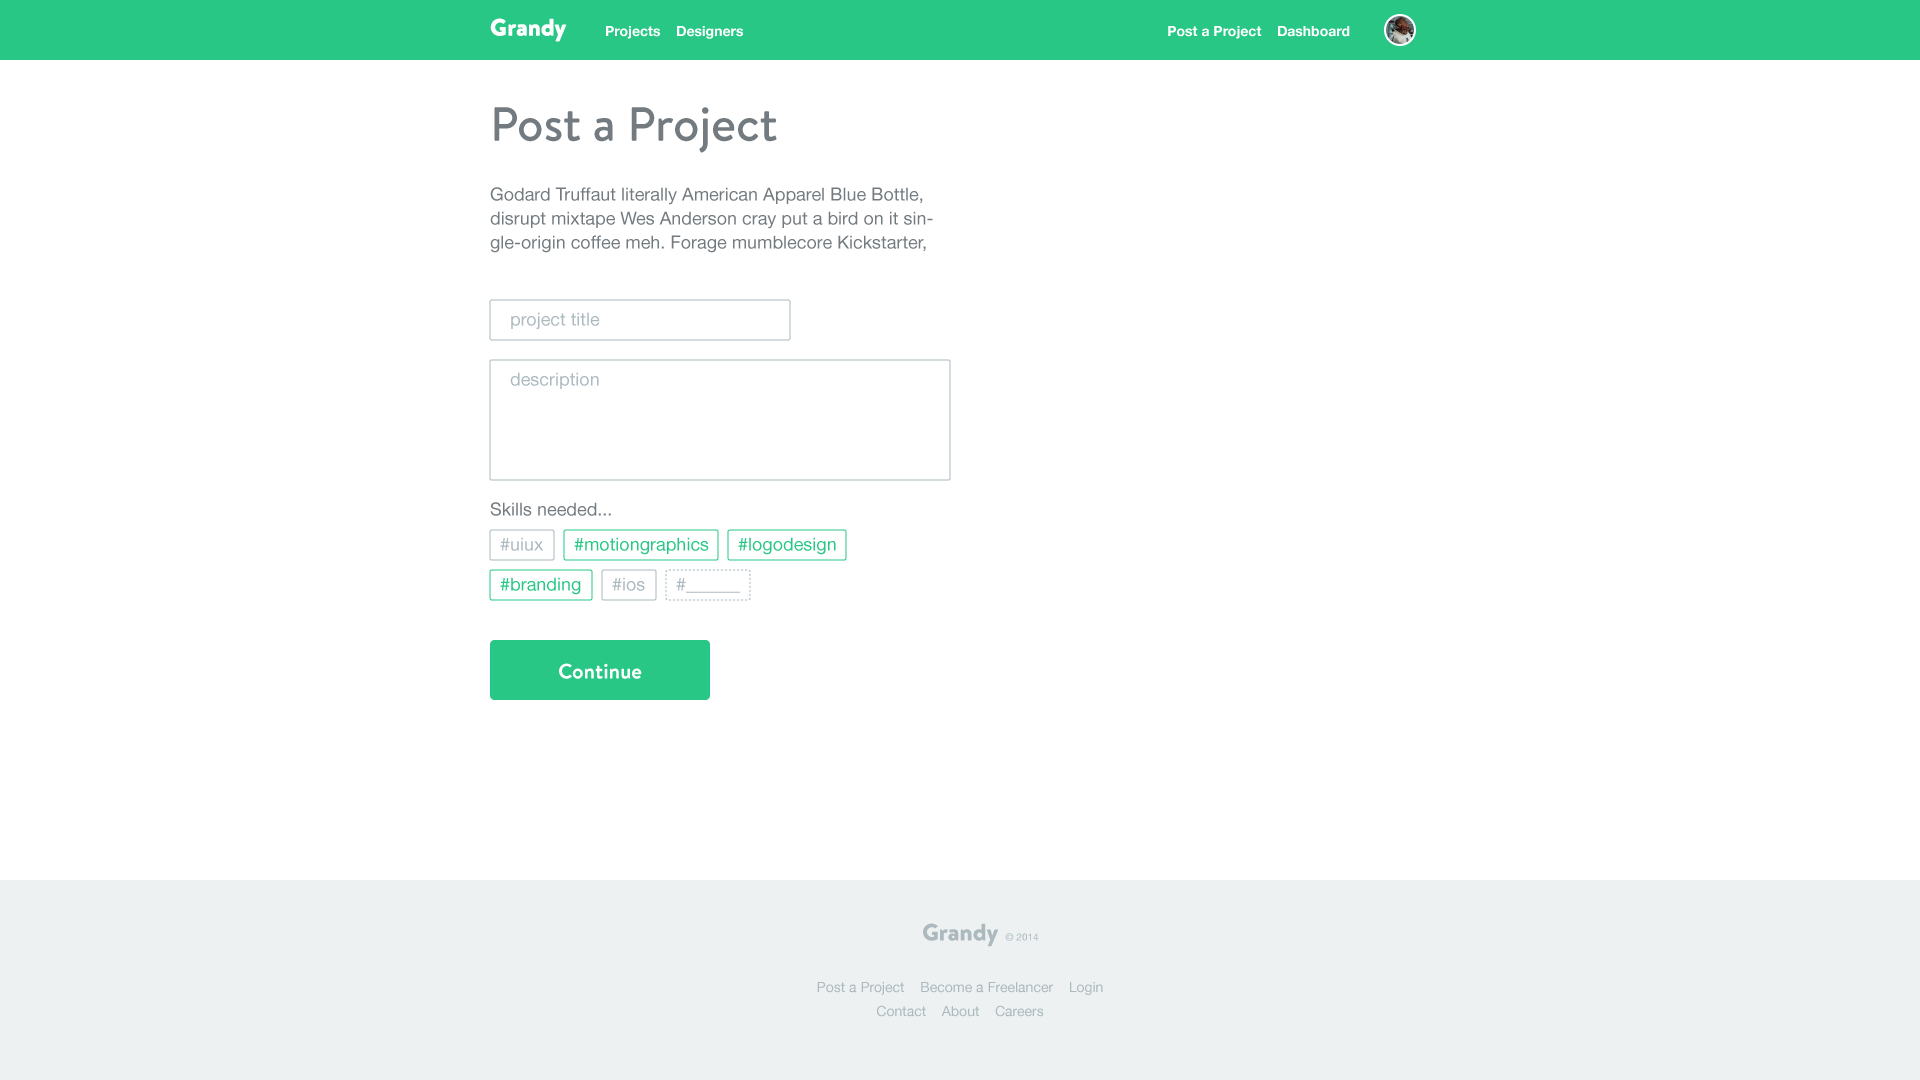 Grandy Projects Designers Post a Project Dashboard
Post a Project
Godard Truffaut literally American Apparel Blue Bottle,
disrupt mixtape Wes Anderson cray put a bird on it sin-
gle-origin coffee meh. Forage mumblecore Kickstarter,
project title
description
Skills needed...
#uiux #motiongraphics #logodesign
#branding #ios #______
Continue
Grandy © 2014
Post a Project Become a Freelancer Login
Contact About Careers